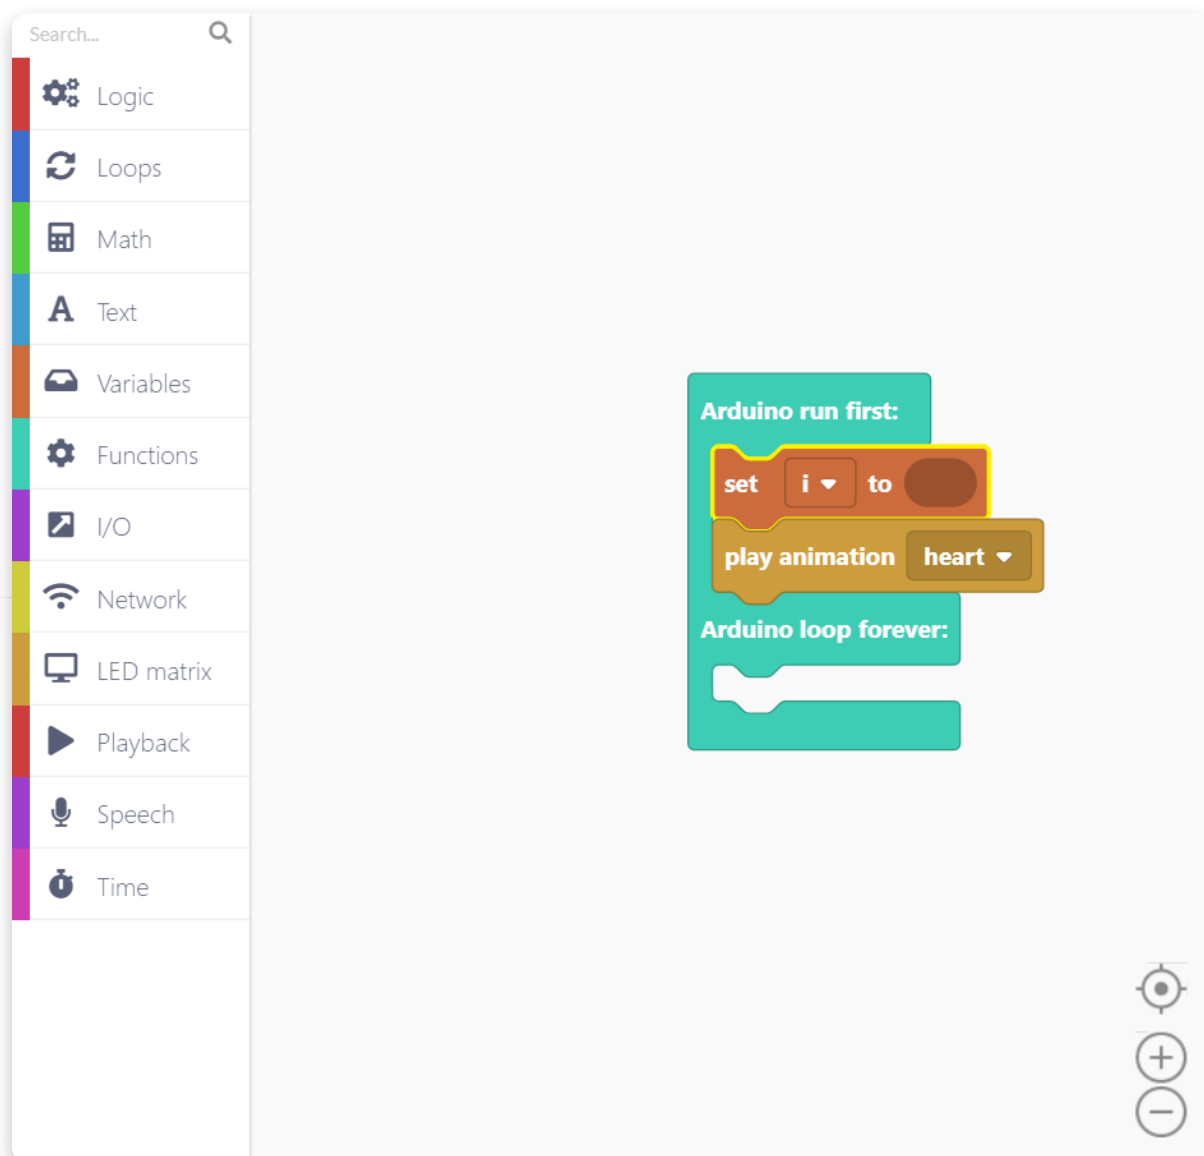 Search...
Logic
Loops
Math
Text
Variables
Functions
I/O
Network
LED matrix
Playback
Speech
Time
Arduino run first:
set i to
play animation heart
Arduino loop forever: